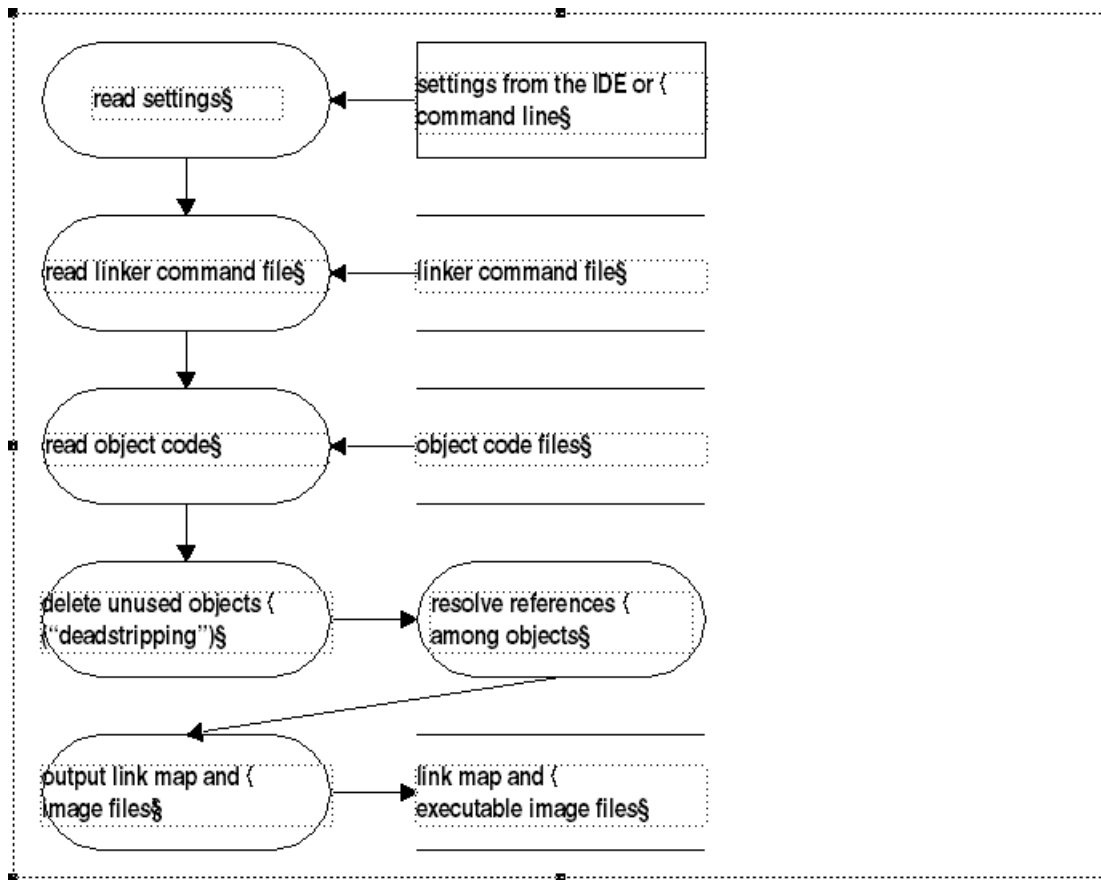 read settings§
settings from the IDE or ⟨
command line§
read linker command file§
linker command file§
read object code§
object code files§
delete unused objects ⟨
(“deadstripping”)§
resolve references ⟨
among objects§
output link map and ⟨
image files§
link map and ⟨
executable image files§